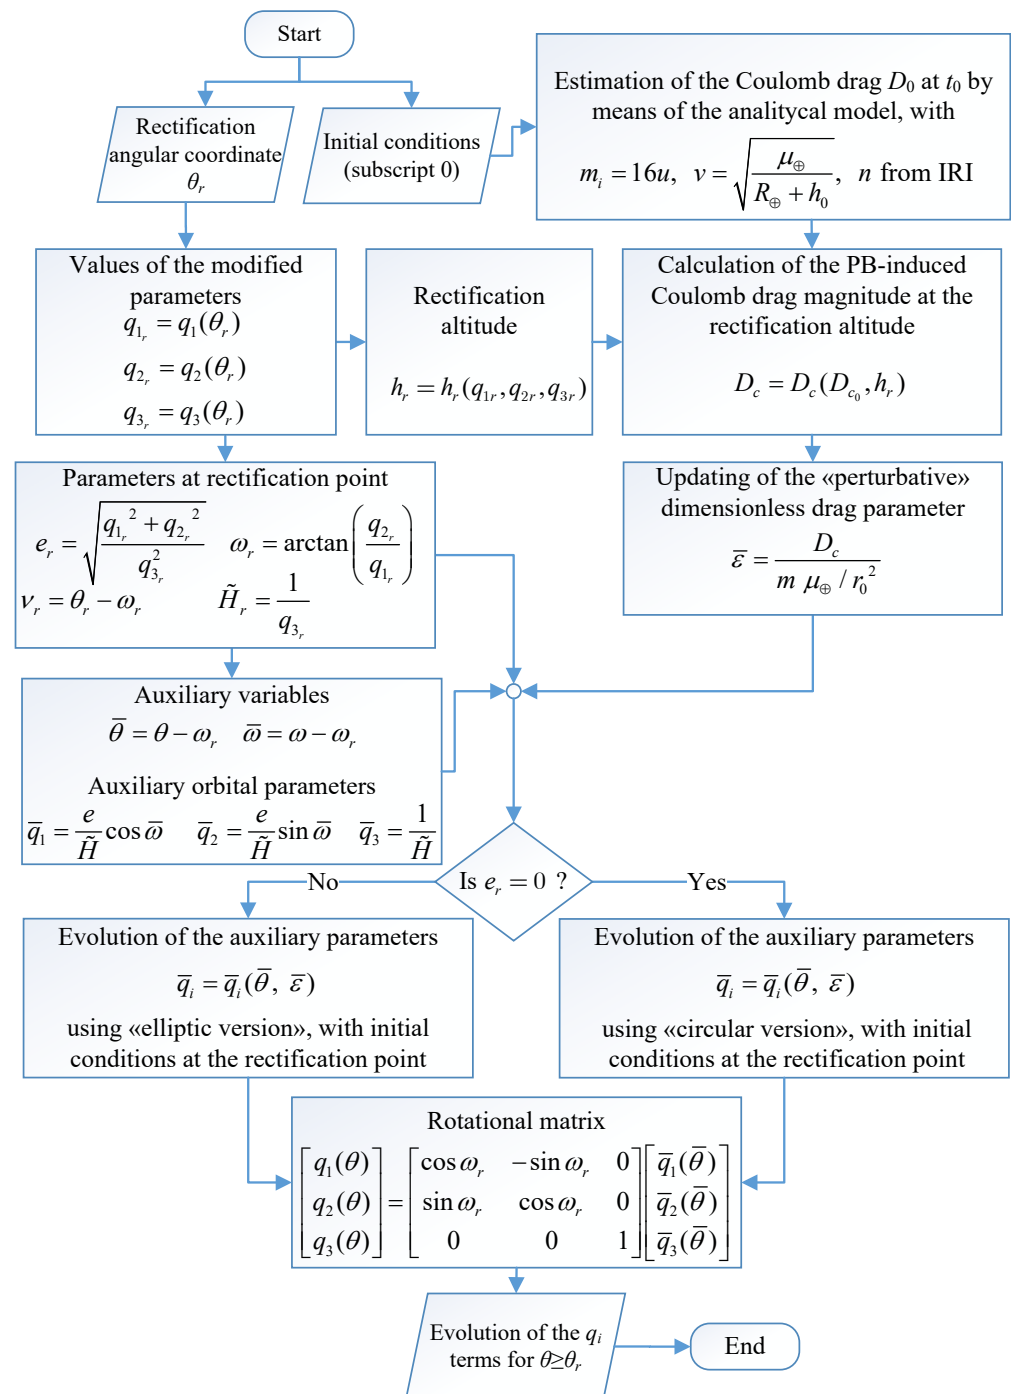 Start
Estimation of the Coulomb drag D₀ at t₀ by
means of the analitycal model, with
mᵢ = 16u, v = √(μ⊕ / (R⊕ + h₀)), n from IRI
Rectification
angular coordinate
θᵣ
Initial conditions
(subscript 0)
Values of the modified
parameters
q₁ᵣ = q₁(θᵣ)
q₂ᵣ = q₂(θᵣ)
q₃ᵣ = q₃(θᵣ)
Rectification
altitude
hᵣ = hᵣ(q₁ᵣ, q₂ᵣ, q₃ᵣ)
Calculation of the PB-induced
Coulomb drag magnitude at the
rectification altitude
D_c = D_c(D_c₀, hᵣ)
Parameters at rectification point
eᵣ = √((q₁ᵣ² + q₂ᵣ²) / q₃ᵣ²) ωᵣ = arctan(q₂ᵣ / q₁ᵣ)
νᵣ = θᵣ − ωᵣ H̃ᵣ = 1 / q₃ᵣ
Updating of the «perturbative»
dimensionless drag parameter
ε̅ = D_c / (m μ⊕ / r₀²)
Auxiliary variables
θ̅ = θ − ωᵣ ω̅ = ω − ωᵣ
Auxiliary orbital parameters
q̅₁ = (e / H̃) cos ω̅ q̅₂ = (e / H̃) sin ω̅ q̅₃ = 1 / H̃
Is eᵣ = 0 ?
No
Yes
Evolution of the auxiliary parameters
q̅ᵢ = q̅ᵢ(θ̅, ε̅)
using «elliptic version», with initial
conditions at the rectification point
Evolution of the auxiliary parameters
q̅ᵢ = q̅ᵢ(θ̅, ε̅)
using «circular version», with initial
conditions at the rectification point
Rotational matrix
[q₁(θ)] [cos ωᵣ −sin ωᵣ 0] [q̅₁(θ̅)]
[q₂(θ)] = [sin ωᵣ cos ωᵣ 0] [q̅₂(θ̅)]
[q₃(θ)] [0 0 1] [q̅₃(θ̅)]
Evolution of the qᵢ
terms for θ≥θᵣ
End